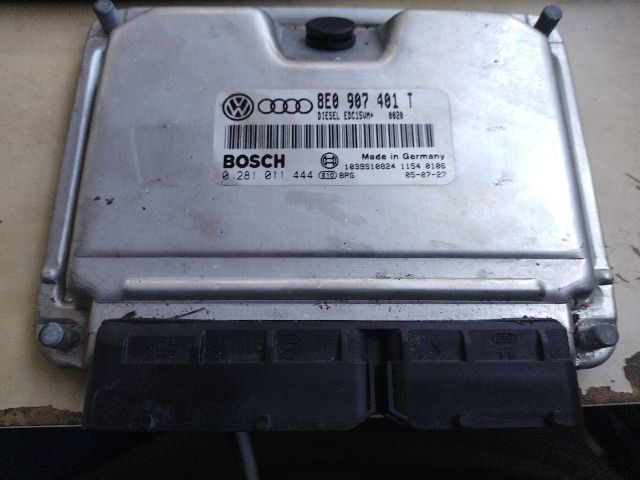 8E0 907 401 T
DIESEL EDC15VM+ 0020
BOSCH
Made in Germany
1039S10824 1154 0106
0 281 011 444 810 BPG 05-07-27